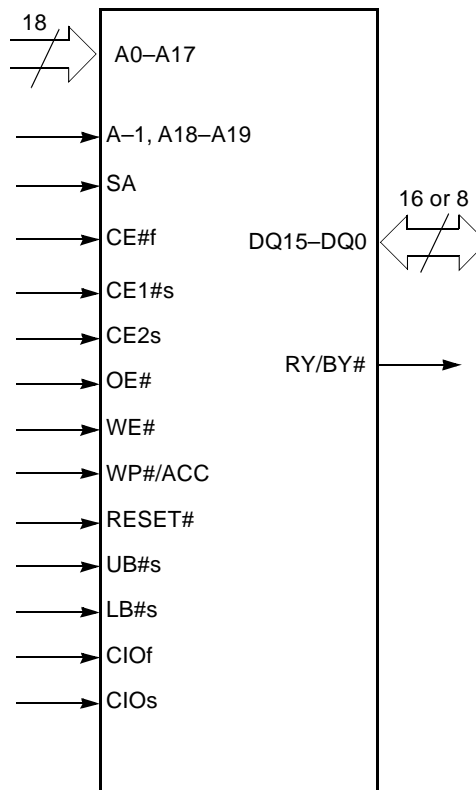 18
A0–A17
A–1, A18–A19
SA
16 or 8
CE#f
DQ15–DQ0
CE1#s
CE2s
RY/BY#
OE#
WE#
WP#/ACC
RESET#
UB#s
LB#s
CIOf
CIOs